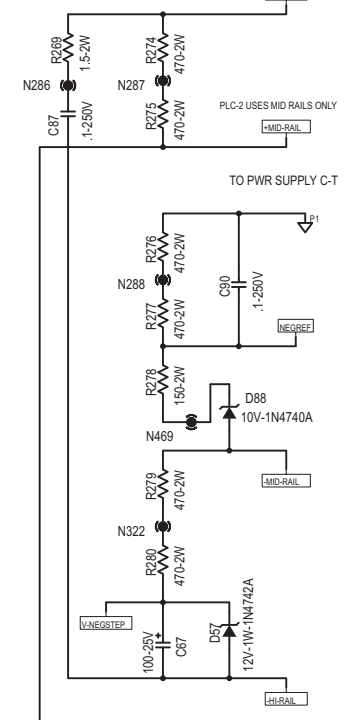 R269
1.5-2W
R274
470-2W
N286
N287
C87
.1-250V
R275
470-2W
PLC-2 USES MID RAILS ONLY
+MID-RAIL
TO PWR SUPPLY C-T
P1
R276
470-2W
N288
C90
.1-250V
R277
470-2W
NEGREF
R278
150-2W
D88
10V-1N4740A
N469
R279
470-2W
-MID-RAIL
N322
R280
470-2W
V-NEGSTEP
+
100-25V
C67
D57
12V-1W-1N4742A
-HI-RAIL